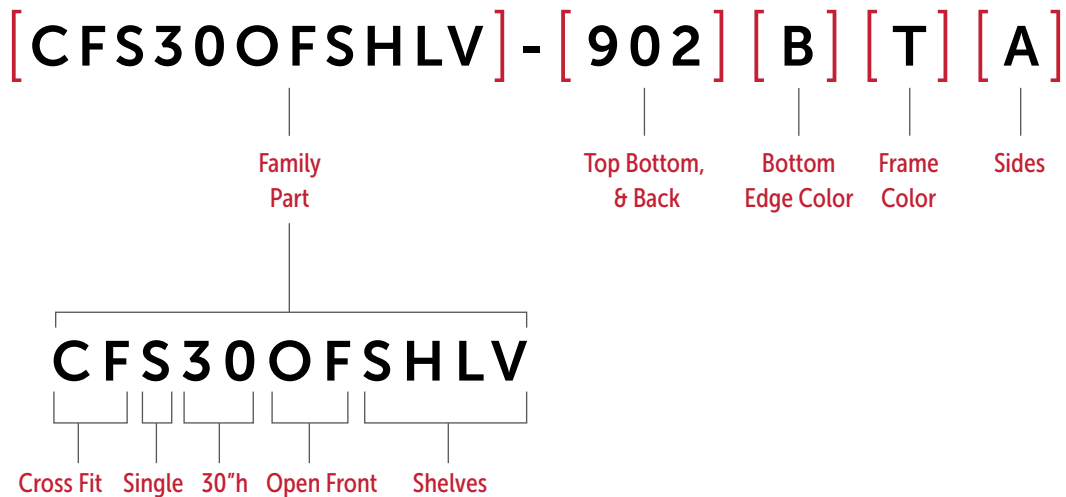 [CFS30OFSHLV]-[902][B][T][A]
Family
Part
Top Bottom,
& Back
Bottom
Edge Color
Frame
Color
Sides
CFS30OFSHLV
Cross Fit Single 30”h Open Front Shelves